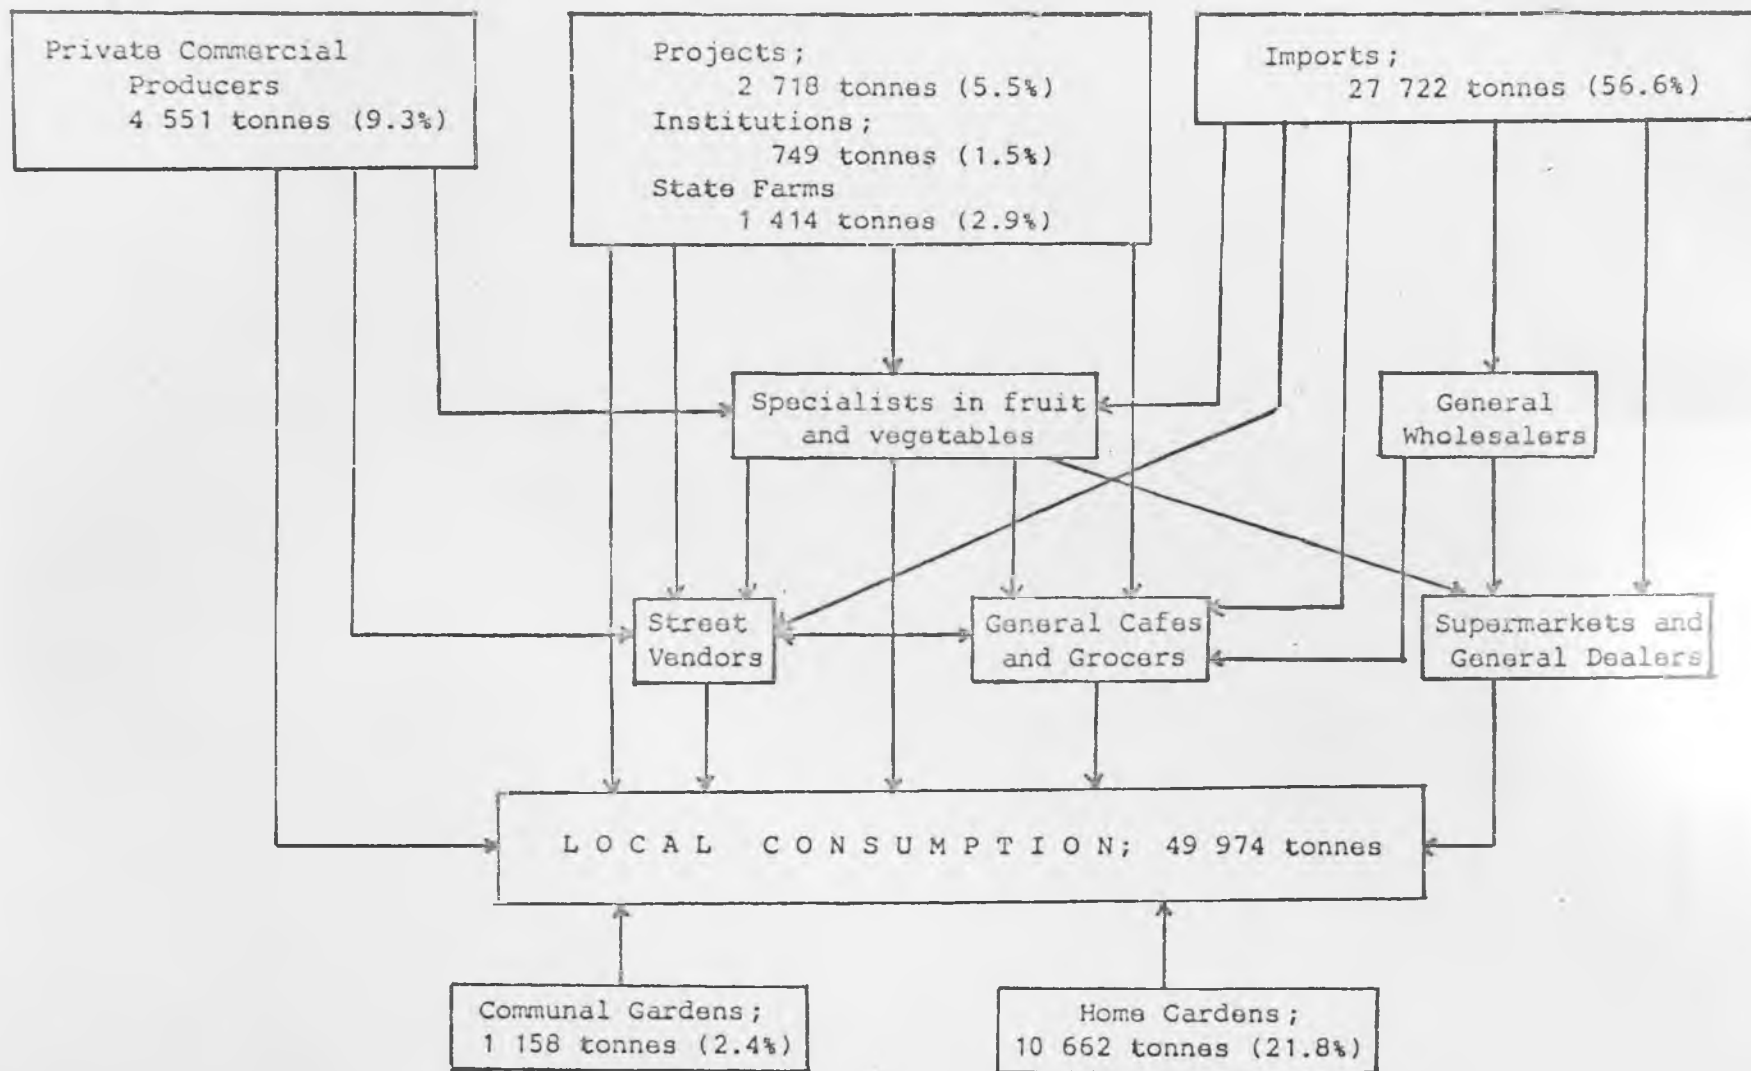 Private Commercial
Producers
4 551 tonnes (9.3%)
Projects;
2 718 tonnes (5.5%)
Institutions;
749 tonnes (1.5%)
State Farms
1 414 tonnes (2.9%)
Imports;
27 722 tonnes (56.6%)
Specialists in fruit
and vegetables
General
Wholesalers
Street
Vendors
General Cafes
and Grocers
Supermarkets and
General Dealers
LOCAL CONSUMPTION; 49 974 tonnes
Communal Gardens;
1 158 tonnes (2.4%)
Home Gardens;
10 662 tonnes (21.8%)